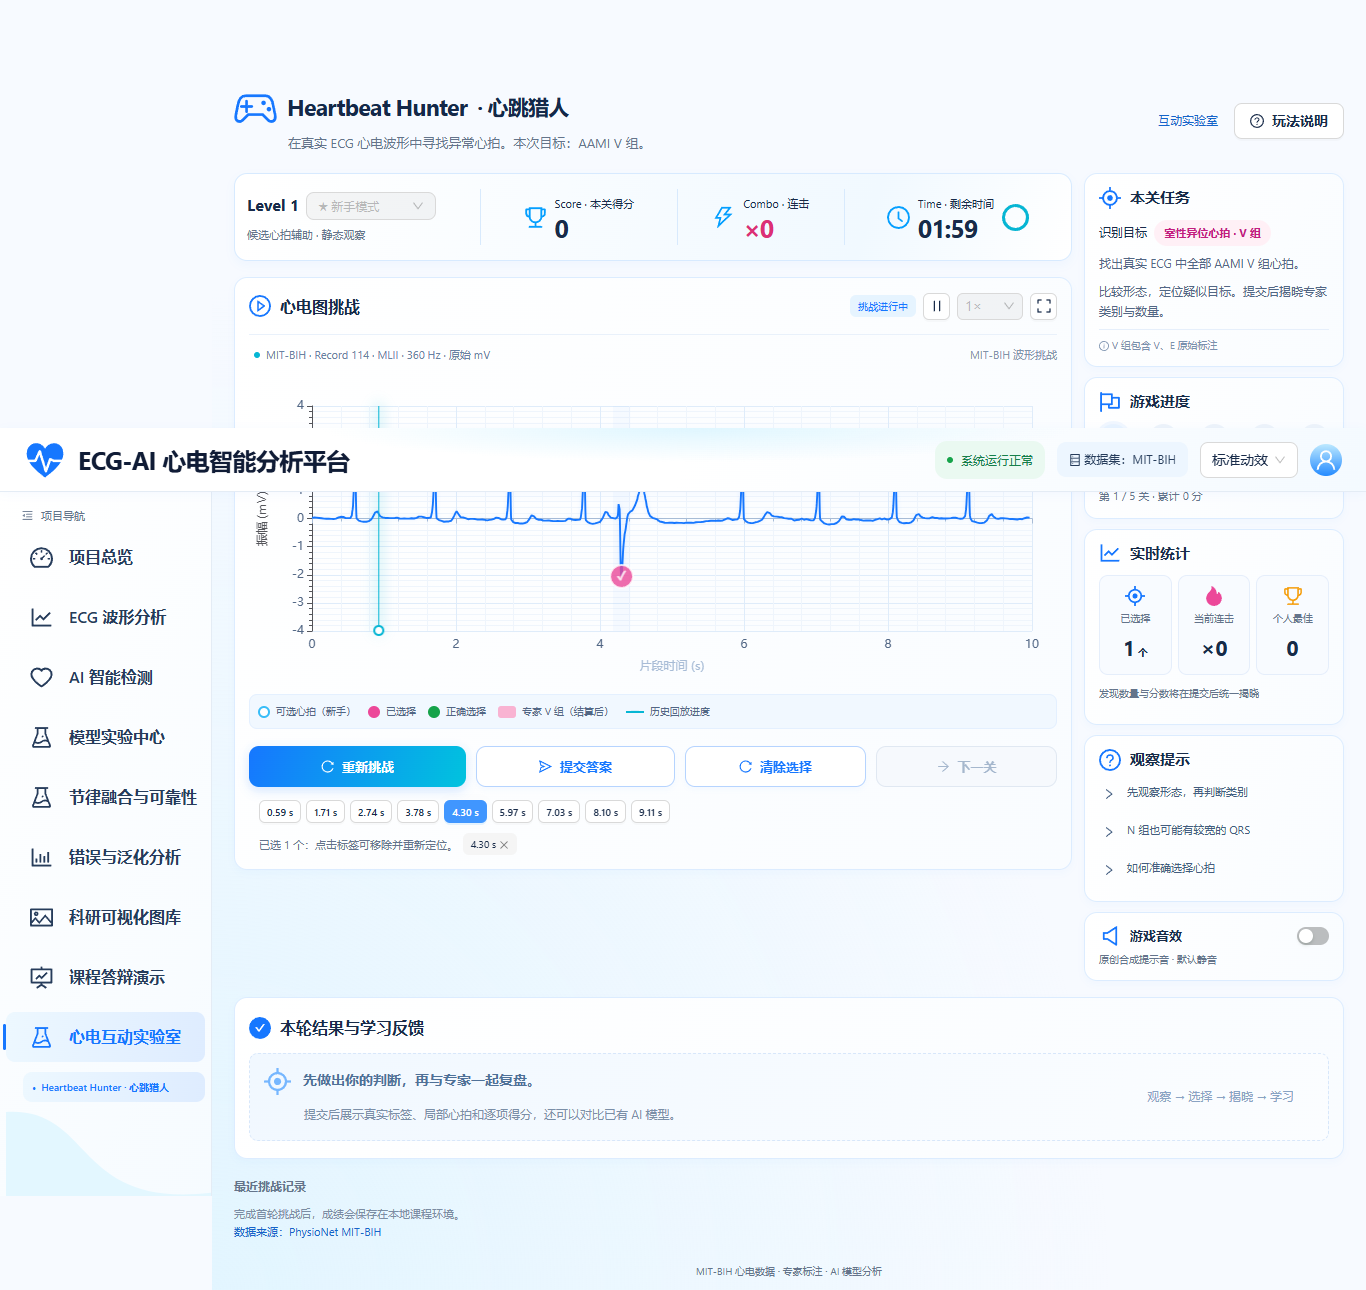 Heartbeat Hunter · 心跳猎人
在真实 ECG 心电波形中寻找异常心拍。本次目标：AAMI V 组。
互动实验室
玩法说明
Level 1
★ 新手模式
候选心拍辅助 · 静态观察
Score · 本关得分
0
Combo · 连击
×0
Time · 剩余时间
01:59
本关任务
识别目标
室性异位心拍 · V 组
找出真实 ECG 中全部 AAMI V 组心拍。
比较形态，定位疑似目标。提交后揭晓专家
类别与数量。
V 组包含 V、E 原始标注
心电图挑战
挑战进行中
1×
MIT-BIH · Record 114 · MLII · 360 Hz · 原始 mV
MIT-BIH 波形挑战
4
游戏进度
ECG-AI 心电智能分析平台
系统运行正常
数据集：MIT-BIH
标准动效
第 1 / 5 关 · 累计 0 分
振幅 (mV)
0
-1
-2
-3
-4
0
2
4
6
8
10
片段时间 (s)
可选心拍（新手）
已选择
正确选择
专家 V 组（结算后）
历史回放进度
重新挑战
提交答案
清除选择
下一关
0.59 s
1.71 s
2.74 s
3.78 s
4.30 s
5.97 s
7.03 s
8.10 s
9.11 s
已选 1 个：点击标签可移除并重新定位。
4.30 s
实时统计
已选择
1 个
当前连击
×0
个人最佳
0
发现数量与分数将在提交后统一揭晓
观察提示
先观察形态，再判断类别
N 组也可能有较宽的 QRS
如何准确选择心拍
游戏音效
原创合成提示音 · 默认静音
项目导航
项目总览
ECG 波形分析
AI 智能检测
模型实验中心
节律融合与可靠性
错误与泛化分析
科研可视化图库
课程答辩演示
心电互动实验室
Heartbeat Hunter · 心跳猎人
本轮结果与学习反馈
先做出你的判断，再与专家一起复盘。
提交后展示真实标签、局部心拍和逐项得分，还可以对比已有 AI 模型。
观察 → 选择 → 揭晓 → 学习
最近挑战记录
完成首轮挑战后，成绩会保存在本地课程环境。
数据来源：PhysioNet MIT-BIH
MIT-BIH 心电数据 · 专家标注 · AI 模型分析